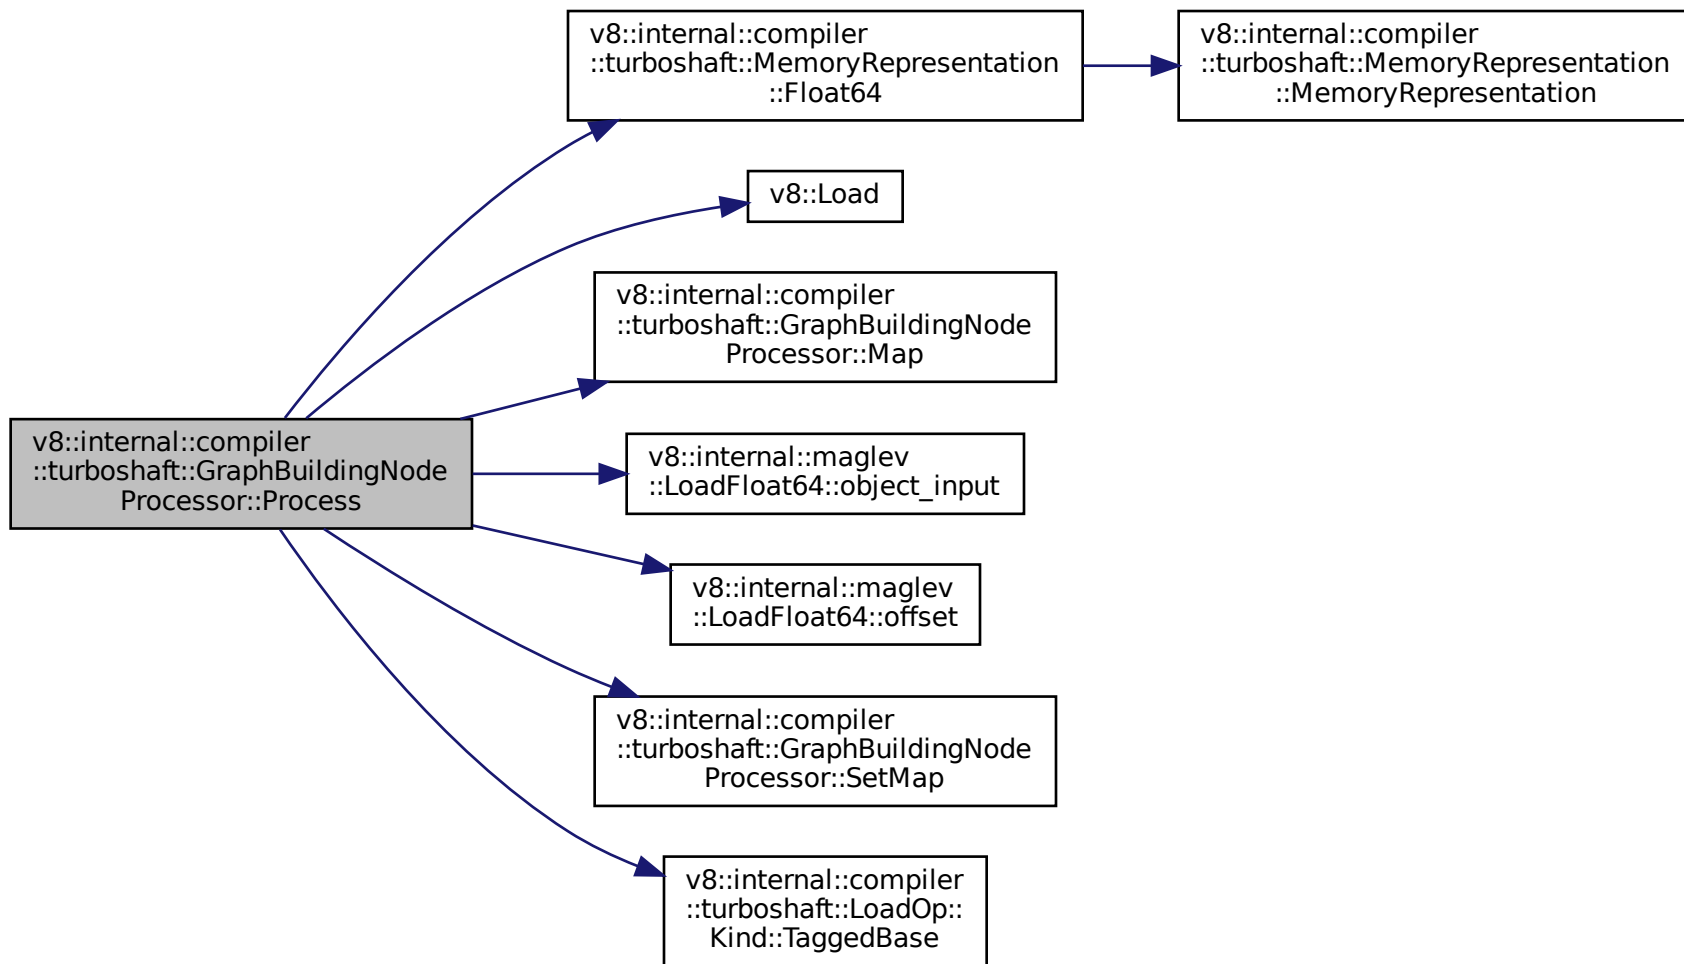 v8::internal::compiler
::turboshaft::MemoryRepresentation
::Float64
v8::internal::compiler
::turboshaft::MemoryRepresentation
::MemoryRepresentation
v8::Load
v8::internal::compiler
::turboshaft::GraphBuildingNode
Processor::Map
v8::internal::compiler
::turboshaft::GraphBuildingNode
Processor::Process
v8::internal::maglev
::LoadFloat64::object_input
v8::internal::maglev
::LoadFloat64::offset
v8::internal::compiler
::turboshaft::GraphBuildingNode
Processor::SetMap
v8::internal::compiler
::turboshaft::LoadOp::
Kind::TaggedBase